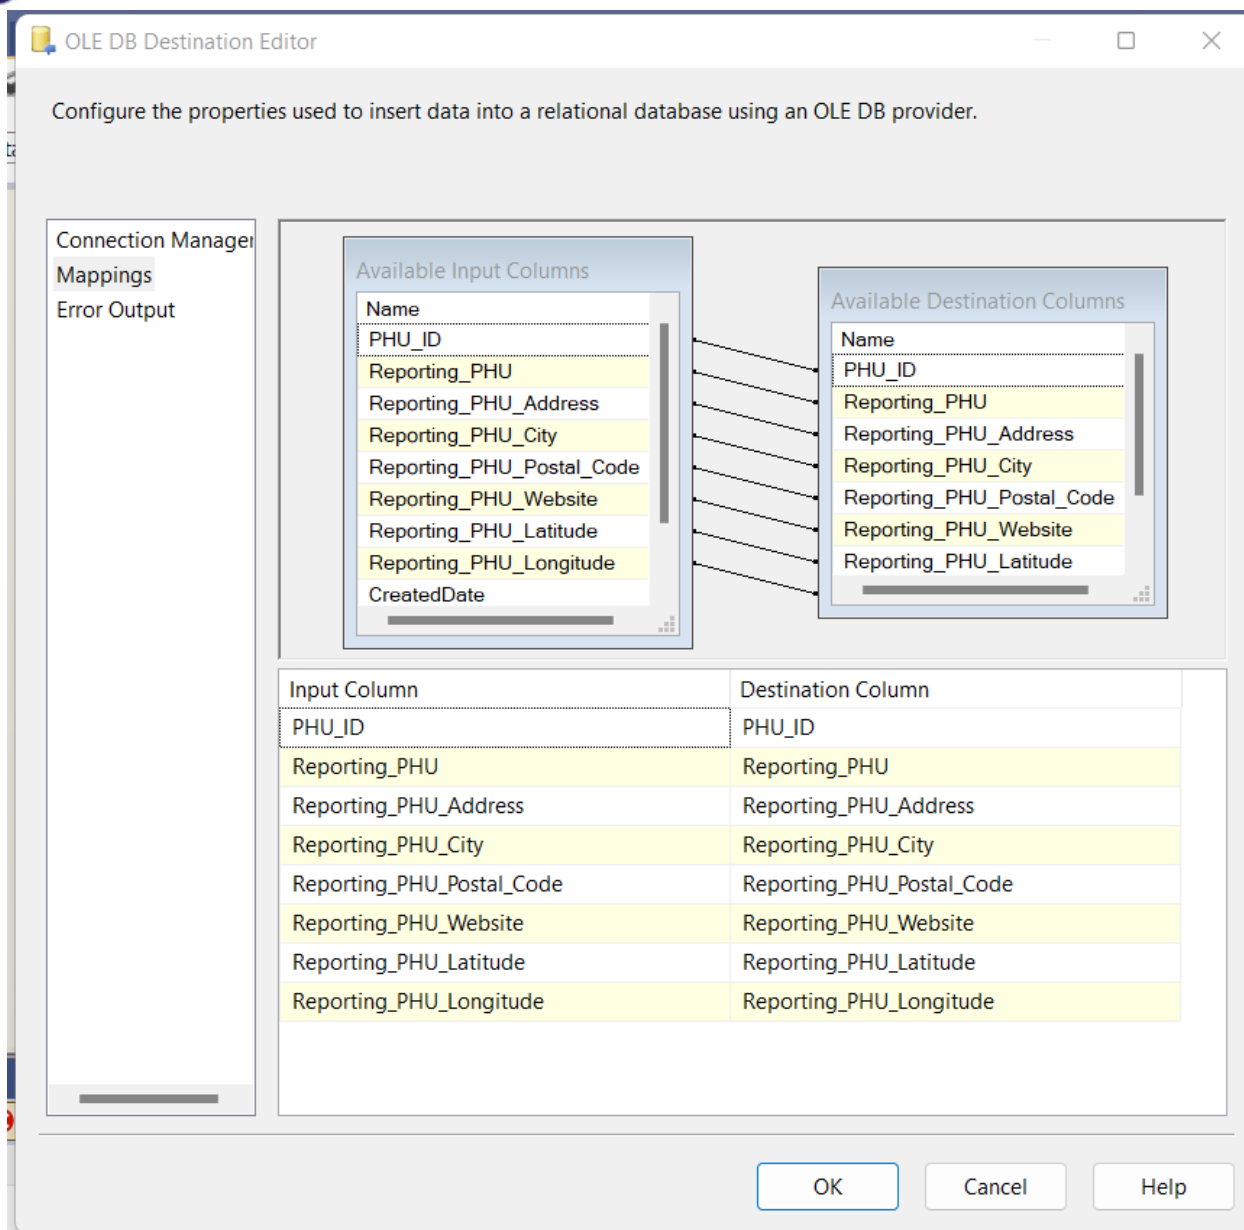 OLE DB Destination Editor
Configure the properties used to insert data into a relational database using an OLE DB provider.
Connection Manager
Mappings
Error Output
Available Input Columns
Name
PHU_ID
Reporting_PHU
Reporting_PHU_Address
Reporting_PHU_City
Reporting_PHU_Postal_Code
Reporting_PHU_Website
Reporting_PHU_Latitude
Reporting_PHU_Longitude
CreatedDate
Available Destination Columns
Name
PHU_ID
Reporting_PHU
Reporting_PHU_Address
Reporting_PHU_City
Reporting_PHU_Postal_Code
Reporting_PHU_Website
Reporting_PHU_Latitude
Input Column Destination Column
PHU_ID PHU_ID
Reporting_PHU Reporting_PHU
Reporting_PHU_Address Reporting_PHU_Address
Reporting_PHU_City Reporting_PHU_City
Reporting_PHU_Postal_Code Reporting_PHU_Postal_Code
Reporting_PHU_Website Reporting_PHU_Website
Reporting_PHU_Latitude Reporting_PHU_Latitude
Reporting_PHU_Longitude Reporting_PHU_Longitude
OK Cancel Help